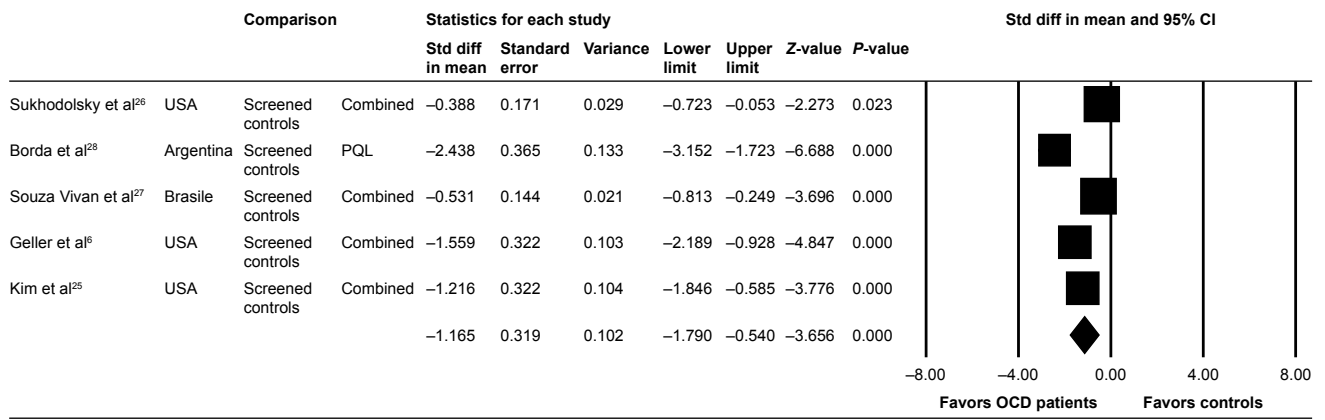 Comparison Statistics for each study Std diff in mean and 95% CI
Std diff in mean Standard error Variance Lower limit Upper limit Z-value P-value
Sukhodolsky et al26 USA Screened controls Combined –0.388 0.171 0.029 –0.723 –0.053 –2.273 0.023
Borda et al28 Argentina Screened controls PQL –2.438 0.365 0.133 –3.152 –1.723 –6.688 0.000
Souza Vivan et al27 Brasile Screened controls Combined –0.531 0.144 0.021 –0.813 –0.249 –3.696 0.000
Geller et al6 USA Screened controls Combined –1.559 0.322 0.103 –2.189 –0.928 –4.847 0.000
Kim et al25 USA Screened controls Combined –1.216 0.322 0.104 –1.846 –0.585 –3.776 0.000
–1.165 0.319 0.102 –1.790 –0.540 –3.656 0.000
–8.00 –4.00 0.00 4.00 8.00
Favors OCD patients Favors controls